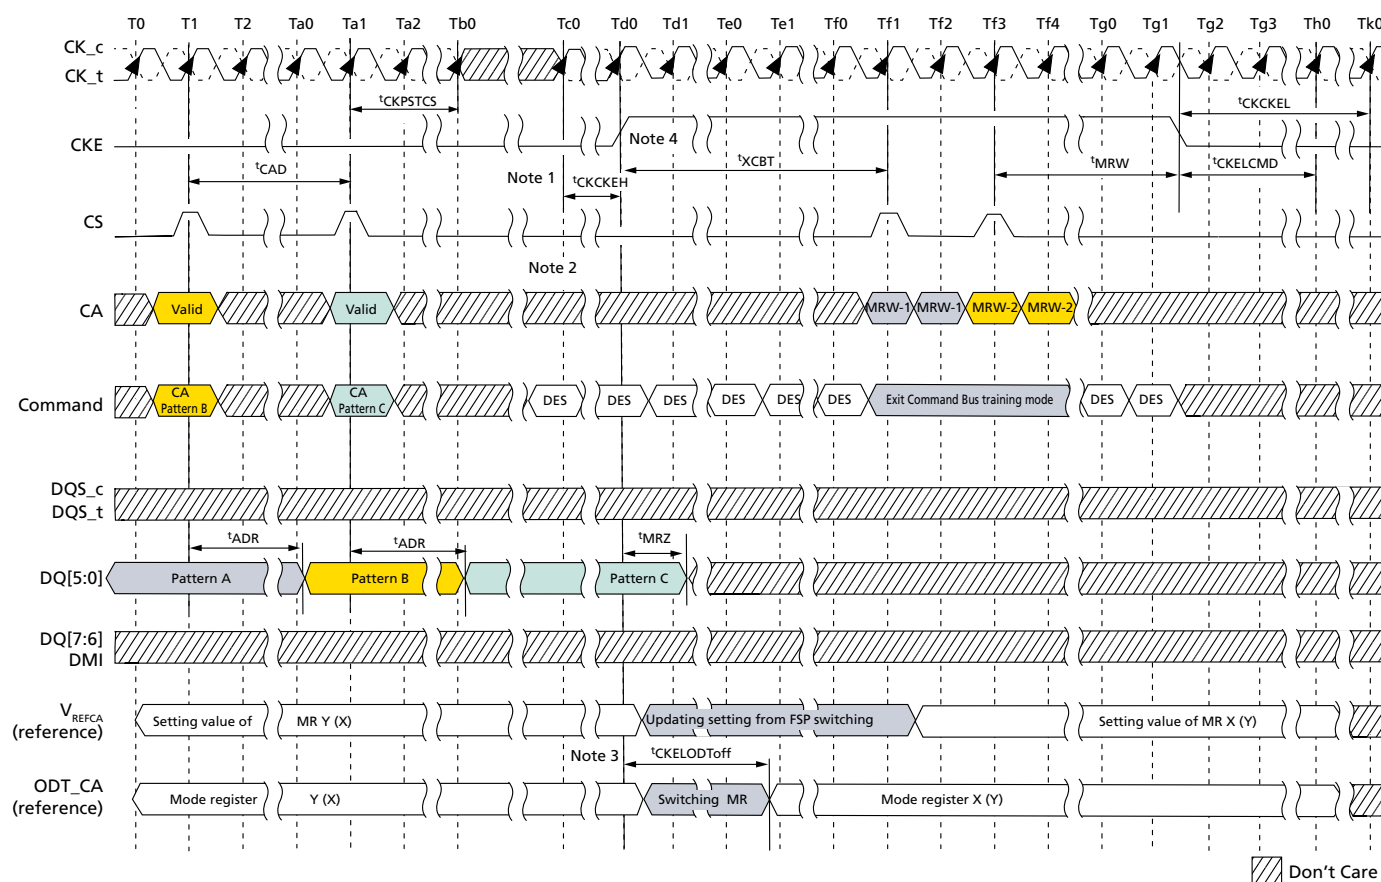 T0 T1 T2 Ta0 Ta1 Ta2 Tb0 Tc0 Td0 Td1 Te0 Te1 Tf0 Tf1 Tf2 Tf3 Tf4 Tg0 Tg1 Tg2 Tg3 Th0 Tk0
CK_c
CK_t
tCKPSTCS
tCKCKEL
CKE
Note 4
tCAD
Note 1
tCKCKEH
tXCBT
tMRW
tCKELCMD
CS
Note 2
CA
Valid
Valid
MRW-1
MRW-1
MRW-2
MRW-2
Command
CA
Pattern B
CA
Pattern C
DES
DES
DES
DES
DES
DES
Exit Command Bus training mode
DES
DES
DQS_c
DQS_t
tADR
tADR
tMRZ
DQ[5:0]
Pattern A
Pattern B
Pattern C
DQ[7:6]
DMI
VREFCA
(reference)
Setting value of MR Y (X)
Updating setting from FSP switching
Setting value of MR X (Y)
Note 3
tCKELODToff
ODT_CA
(reference)
Mode register Y (X)
Switching MR
Mode register X (Y)
Don't Care